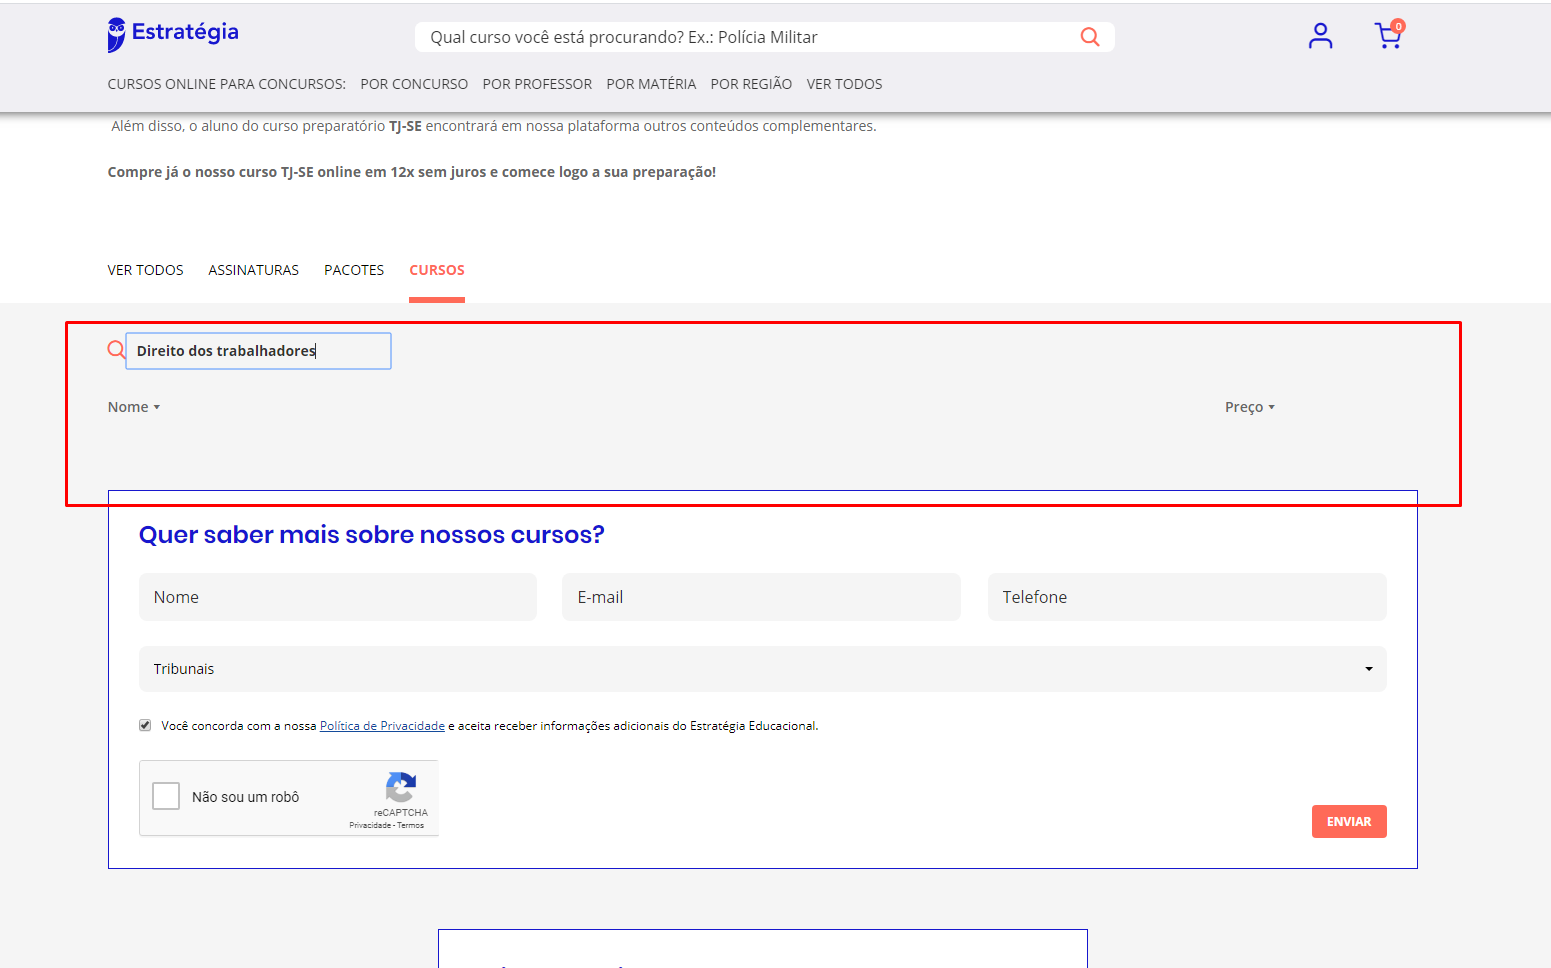 Estratégia
Qual curso você está procurando? Ex.: Polícia Militar
0
CURSOS ONLINE PARA CONCURSOS: POR CONCURSO POR PROFESSOR POR MATÉRIA POR REGIÃO VER TODOS
Além disso, o aluno do curso preparatório TJ-SE encontrará em nossa plataforma outros conteúdos complementares.
Compre já o nosso curso TJ-SE online em 12x sem juros e comece logo a sua preparação!
VER TODOS ASSINATURAS PACOTES CURSOS
Direito dos trabalhadores
Nome Preço
Quer saber mais sobre nossos cursos?
Nome E-mail Telefone
Tribunais
Você concorda com a nossa Política de Privacidade e aceita receber informações adicionais do Estratégia Educacional.
Não sou um robô
reCAPTCHA
Privacidade - Termos
ENVIAR